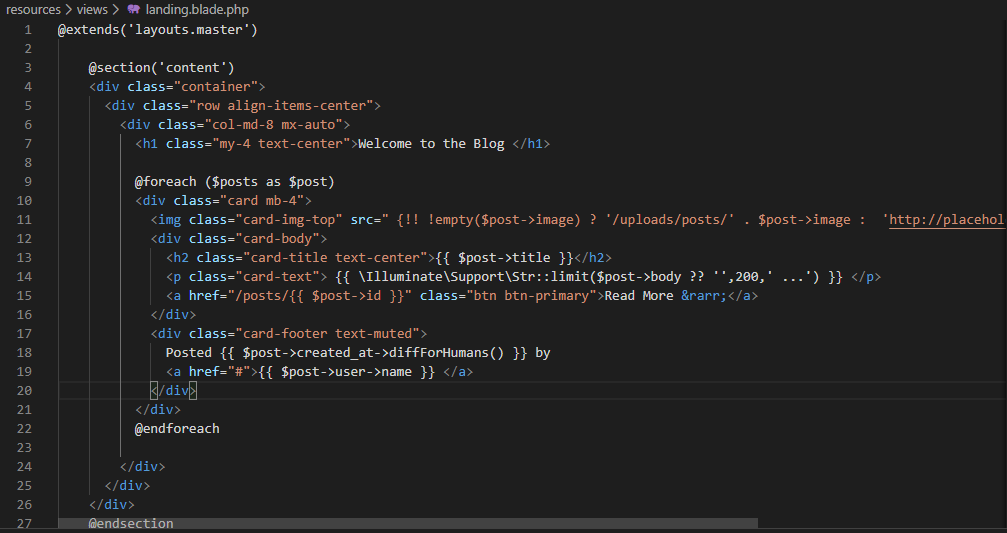 resources > views > landing.blade.php
1 @extends('layouts.master')
2
3 @section('content')
4 <div class="container">
5 <div class="row align-items-center">
6 <div class="col-md-8 mx-auto">
7 <h1 class="my-4 text-center">Welcome to the Blog </h1>
8
9 @foreach ($posts as $post)
10 <div class="card mb-4">
11 <img class="card-img-top" src=" {!! !empty($post->image) ? '/uploads/posts/' . $post->image :  'http://placehol
12 <div class="card-body">
13 <h2 class="card-title text-center">{{ $post->title }}</h2>
14 <p class="card-text"> {{ \Illuminate\Support\Str::limit($post->body ?? '',200,' ...') }} </p>
15 <a href="/posts/{{ $post->id }}" class="btn btn-primary">Read More &rarr;</a>
16 </div>
17 <div class="card-footer text-muted">
18 Posted {{ $post->created_at->diffForHumans() }} by
19 <a href="#">{{ $post->user->name }} </a>
20 </div>
21 </div>
22 @endforeach
23
24 </div>
25 </div>
26 </div>
27 @endsection